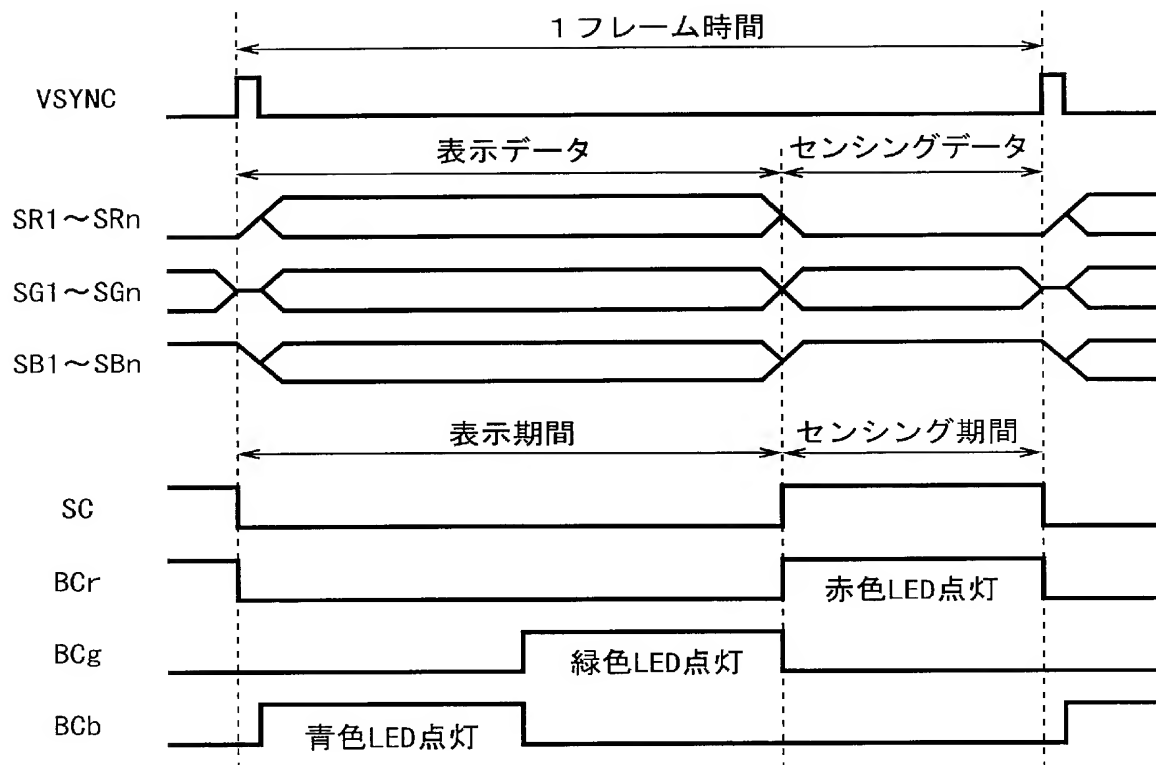 1フレーム時間
VSYNC
表示データ
センシングデータ
SR1～SRn
SG1～SGn
SB1～SBn
表示期間
センシング期間
SC
BCr
赤色LED点灯
BCg
緑色LED点灯
BCb
青色LED点灯